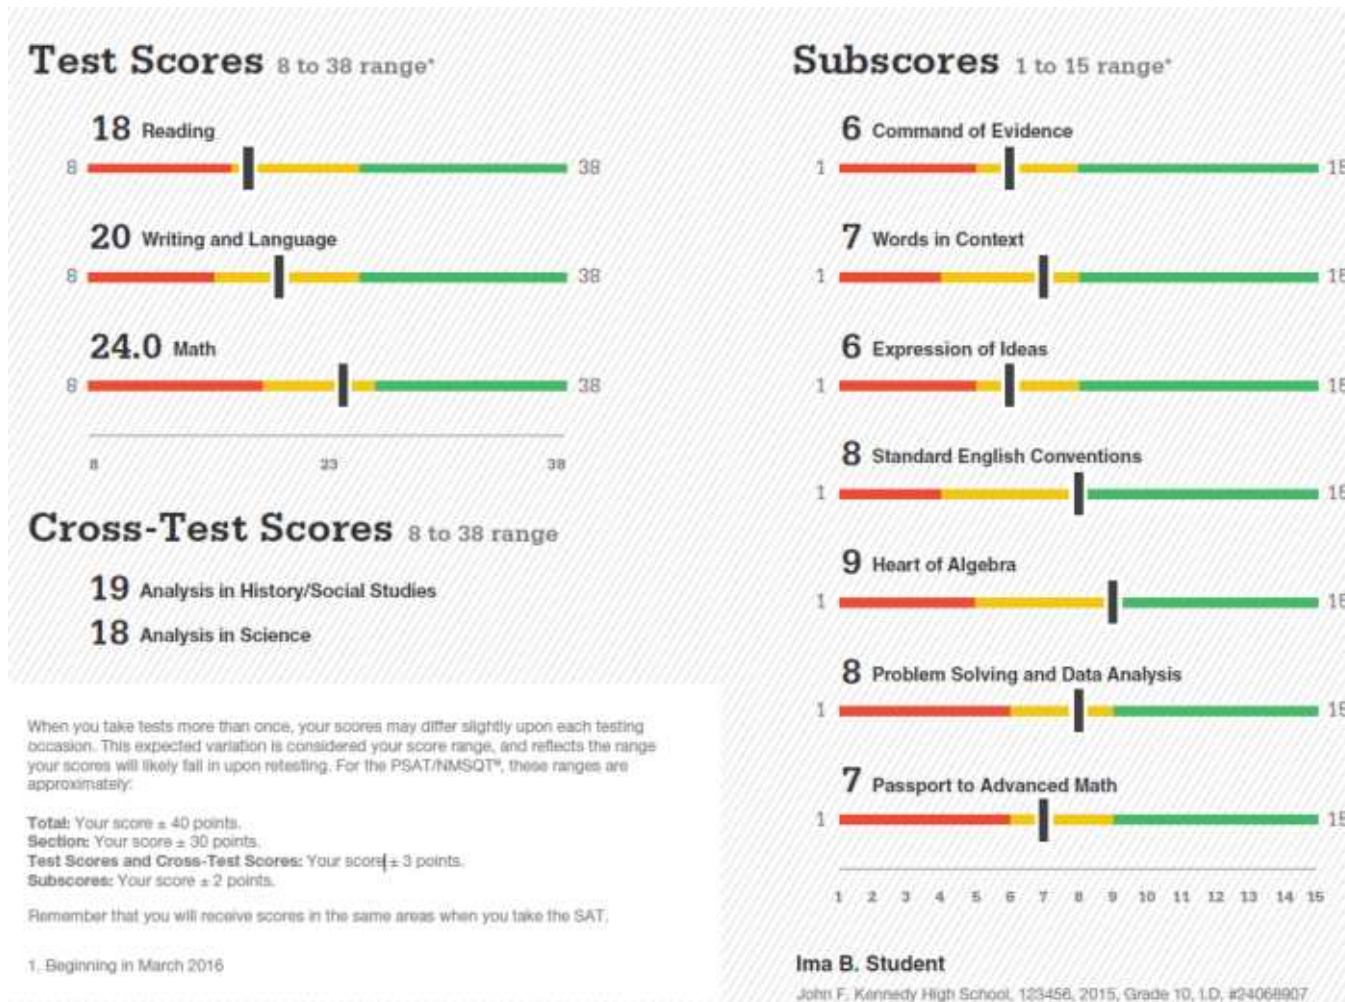 Test Scores 8 to 38 range*
18 Reading
8 38
20 Writing and Language
8 38
24.0 Math
8 38
8 23 38
Cross-Test Scores 8 to 38 range
19 Analysis in History/Social Studies
18 Analysis in Science
When you take tests more than once, your scores may differ slightly upon each testing
occasion. This expected variation is considered your score range, and reflects the range
your scores will likely fall in upon retesting. For the PSAT/NMSQT®, these ranges are
approximately:
Total: Your score ± 40 points.
Section: Your score ± 30 points.
Test Scores and Cross-Test Scores: Your score ± 3 points.
Subscores: Your score ± 2 points.
Remember that you will receive scores in the same areas when you take the SAT.
1. Beginning in March 2016
Subscores 1 to 15 range*
6 Command of Evidence
1 15
7 Words in Context
1 15
6 Expression of Ideas
1 15
8 Standard English Conventions
1 15
9 Heart of Algebra
1 15
8 Problem Solving and Data Analysis
1 15
7 Passport to Advanced Math
1 15
1 2 3 4 5 6 7 8 9 10 11 12 13 14 15
Ima B. Student
John F. Kennedy High School, 123456, 2015, Grade 10, I.D. #24068907